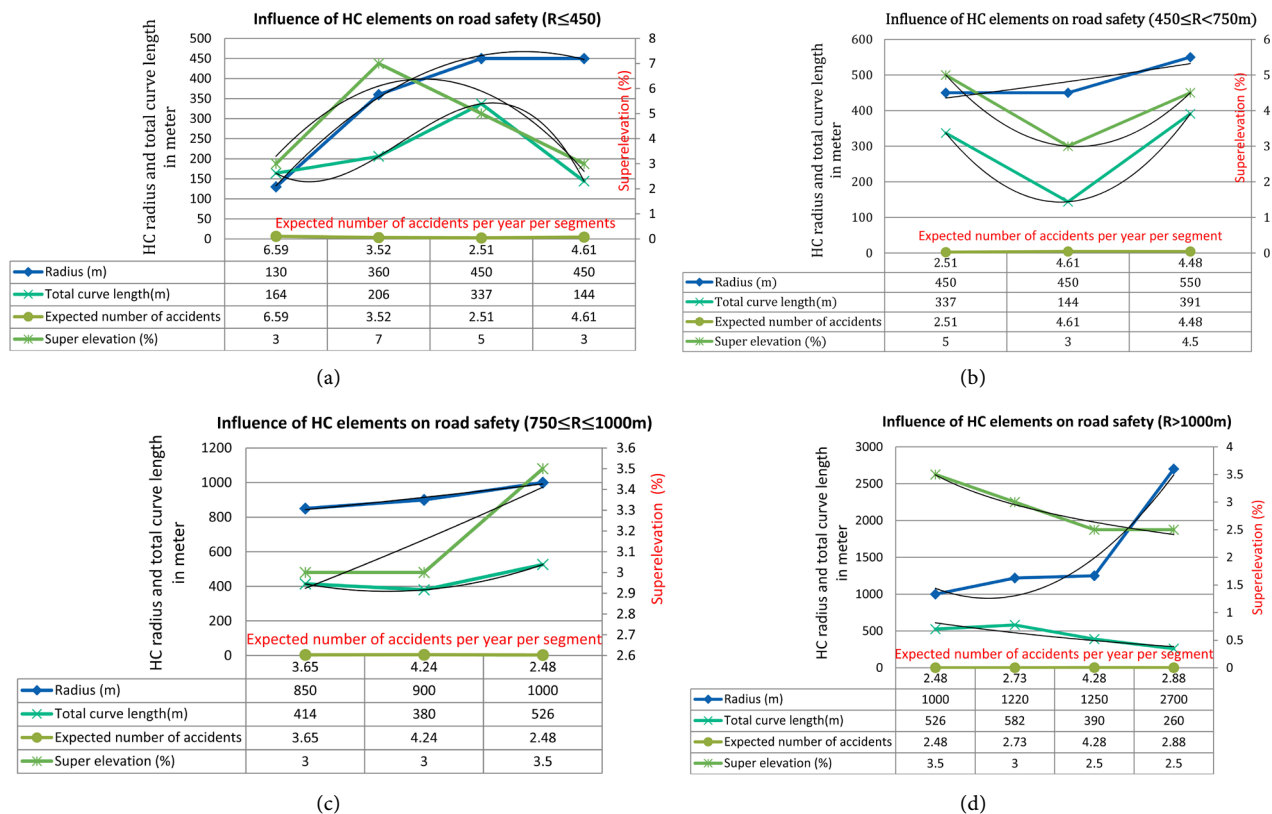 Influence of HC elements on road safety (R≤450)
HC radius and total curve length
in meter
500
450
400
350
300
250
200
150
100
50
0
8
7
6
5
4
3
2
1
0
Superelevation (%)
Expected number of accidents per year per segments
6.59 3.52 2.51 4.61
Radius (m) 130 360 450 450
Total curve length(m) 164 206 337 144
Expected number of accidents 6.59 3.52 2.51 4.61
Super elevation (%) 3 7 5 3
(a)
Influence of HC elements on road safety (450≤R<750m)
HC radius and total curve length
in meter
600
500
400
300
200
100
0
6
5
4
3
2
1
0
Superelevation (%)
Expected number of accidents per year per segment
2.51 4.61 4.48
Radius (m) 450 450 550
Total curve length(m) 337 144 391
Expected number of accidents 2.51 4.61 4.48
Super elevation (%) 5 3 4.5
(b)
Influence of HC elements on road safety (750≤R≤1000m)
HC radius and total curve length
in meter
1200
1000
800
600
400
200
0
3.6
3.5
3.4
3.3
3.2
3.1
3
2.9
2.8
2.7
2.6
Superelevation (%)
Expected number of accidents per year per segment
3.65 4.24 2.48
Radius (m) 850 900 1000
Total curve length(m) 414 380 526
Expected number of accidents 3.65 4.24 2.48
Super elevation (%) 3 3 3.5
(c)
Influence of HC elements on road safety (R>1000m)
HC radius and total curve length
in meter
3000
2500
2000
1500
1000
500
0
4
3.5
3
2.5
2
1.5
1
0.5
0
Superelevation (%)
Expected number of accidents per year per segment
2.48 2.73 4.28 2.88
Radius (m) 1000 1220 1250 2700
Total curve length(m) 526 582 390 260
Expected number of accidents 2.48 2.73 4.28 2.88
Super elevation (%) 3.5 3 2.5 2.5
(d)